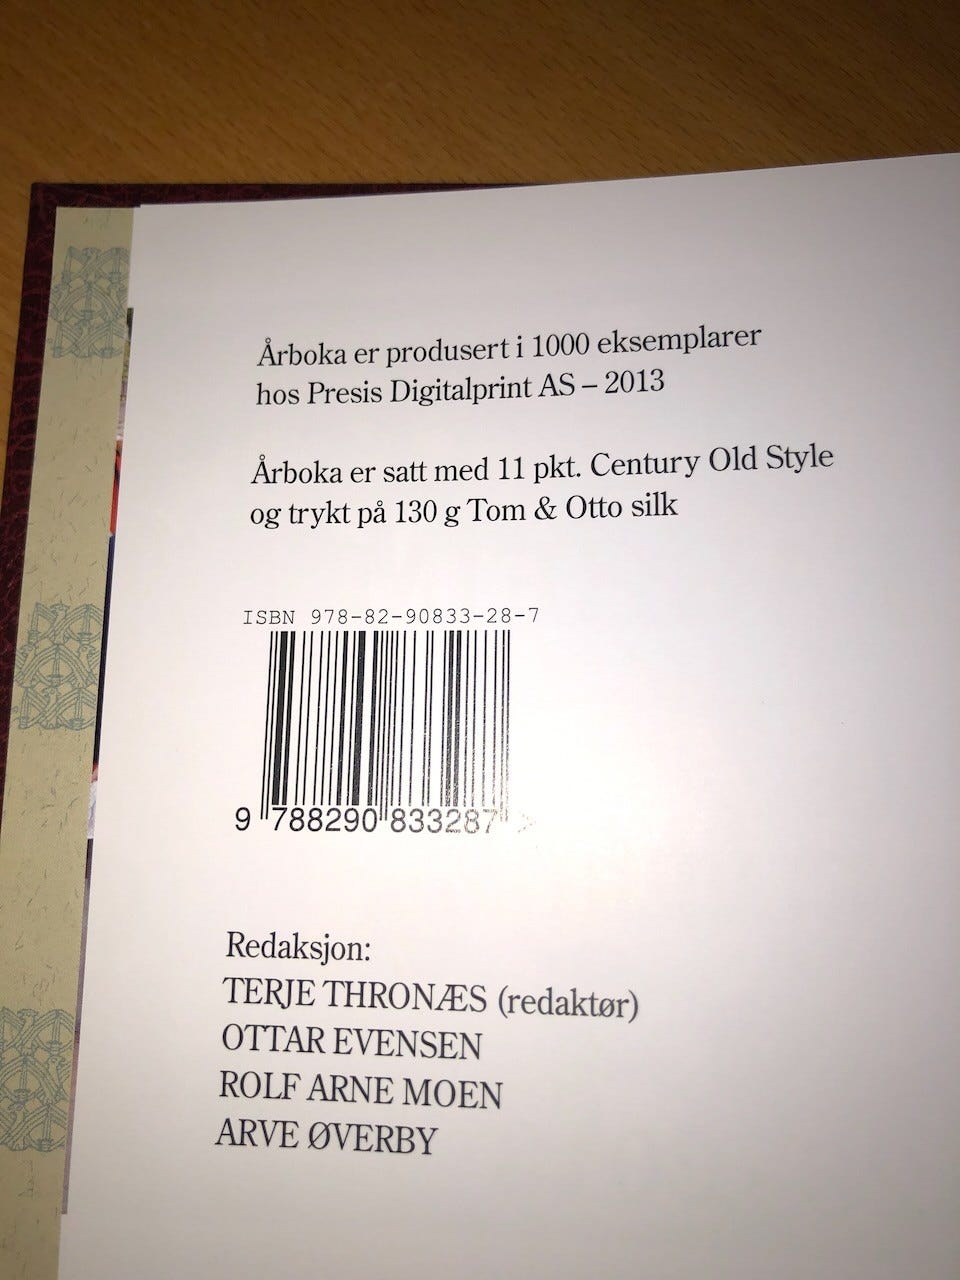 Årboka er produsert i 1000 eksemplarer
hos Presis Digitalprint AS – 2013
Årboka er satt med 11 pkt. Century Old Style
og trykt på 130 g Tom & Otto silk
ISBN 978-82-90833-28-7
9 788290 833287 >
Redaksjon:
TERJE THRONÆS (redaktør)
OTTAR EVENSEN
ROLF ARNE MOEN
ARVE ØVERBY